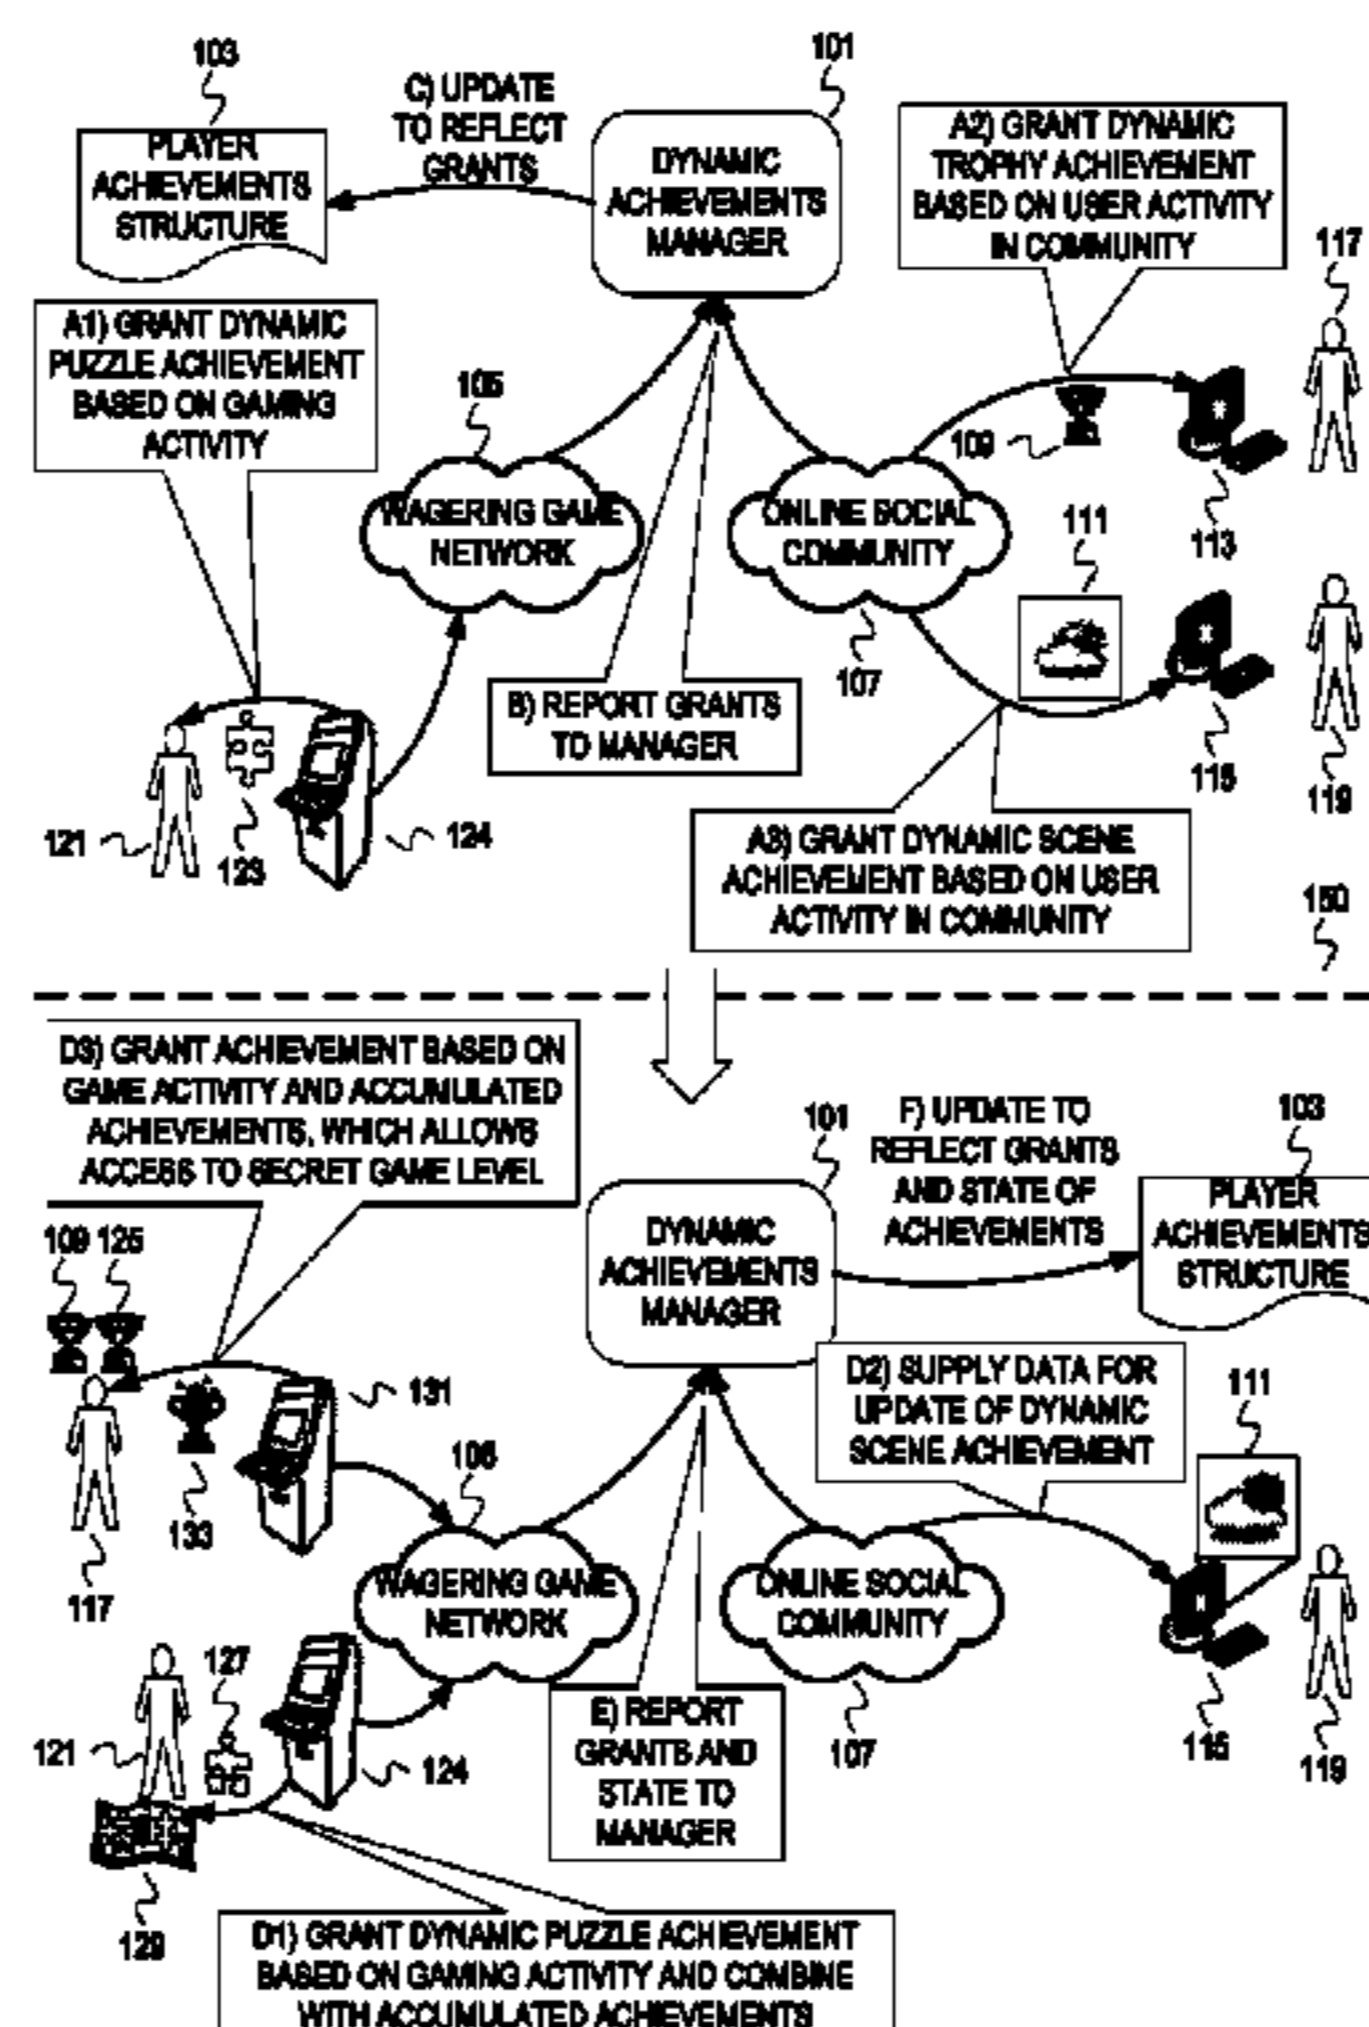 103
101
C) UPDATE
TO REFLECT
GRANTS
PLAYER
ACHIEVEMENTS
STRUCTURE
DYNAMIC
ACHIEVEMENTS
MANAGER
A2) GRANT DYNAMIC
TROPHY ACHIEVEMENT
BASED ON USER ACTIVITY
IN COMMUNITY
117
A1) GRANT DYNAMIC
PUZZLE ACHIEVEMENT
BASED ON GAMING
ACTIVITY
105
109
WAGERING GAME
NETWORK
ONLINE SOCIAL
COMMUNITY
111
113
107
B) REPORT GRANTS
TO MANAGER
115
119
121
123
124
A3) GRANT DYNAMIC SCENE
ACHIEVEMENT BASED ON USER
ACTIVITY IN COMMUNITY
150
D3) GRANT ACHIEVEMENT BASED ON
GAME ACTIVITY AND ACCUMULATED
ACHIEVEMENTS, WHICH ALLOWS
ACCESS TO SECRET GAME LEVEL
101
F) UPDATE TO
REFLECT GRANTS
AND STATE OF
ACHIEVEMENTS
103
PLAYER
ACHIEVEMENTS
STRUCTURE
109 125
DYNAMIC
ACHIEVEMENTS
MANAGER
D2) SUPPLY DATA FOR
UPDATE OF DYNAMIC
SCENE ACHIEVEMENT
111
131
105
133
117
WAGERING GAME
NETWORK
ONLINE SOCIAL
COMMUNITY
127
121
124
E) REPORT
GRANTS AND
STATE TO
MANAGER
107
115
119
129
D1) GRANT DYNAMIC PUZZLE ACHIEVEMENT
BASED ON GAMING ACTIVITY AND COMBINE
WITH ACCUMULATED ACHIEVEMENTS